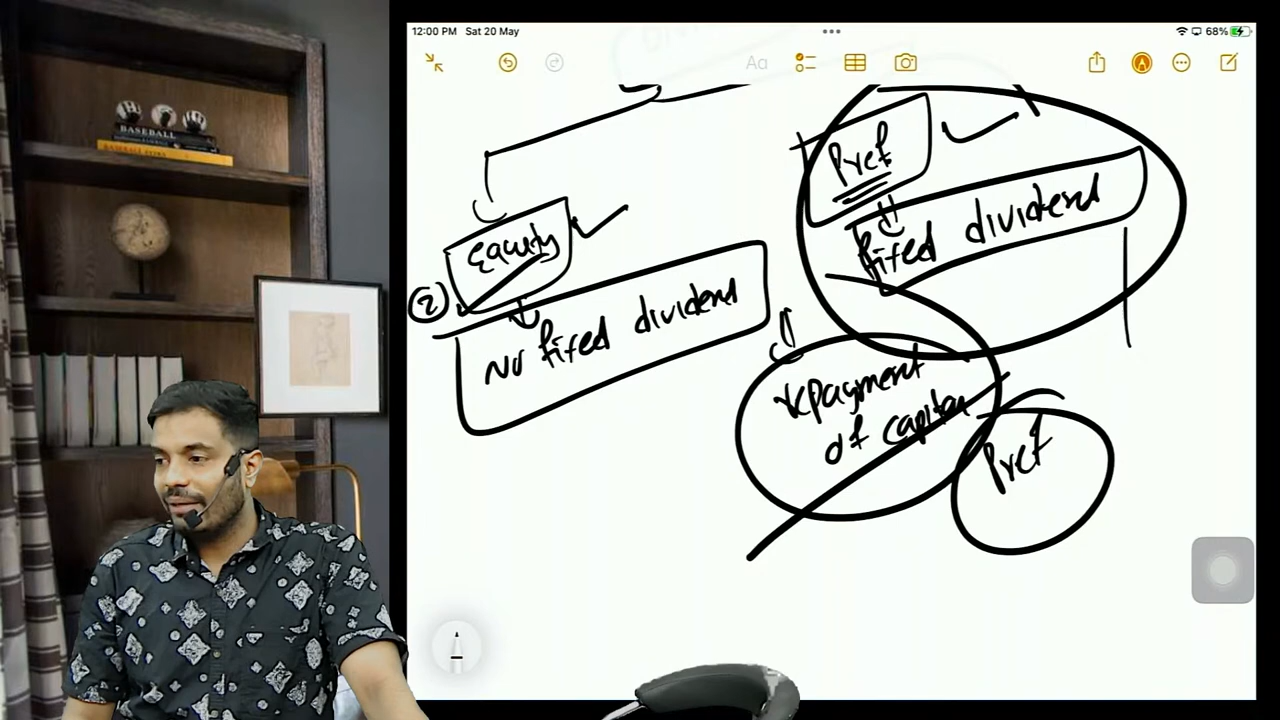 12:00 PM Sat 20 May
68%
Aa
Pref
Fixed dividend
Equity
2
No fixed dividend
repayment
of capital
Pref
BASEBALL